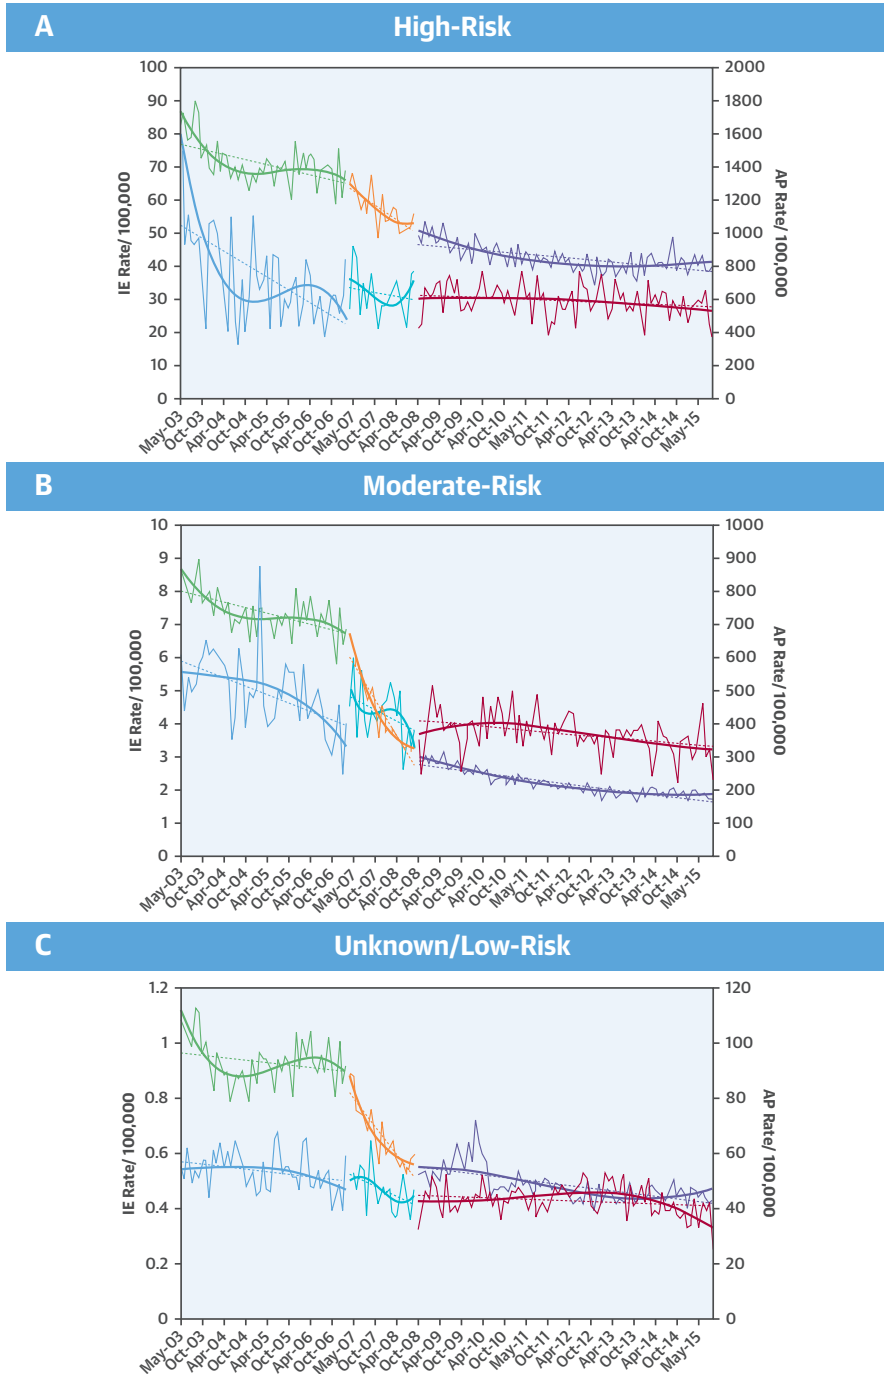 A High-Risk
100 2000
90 1800
80 1600
70 1400
60 1200
50 1000
40 800
30 600
20 400
10 200
0 0
IE Rate/ 100,000
AP Rate/ 100,000
May-03 Oct-03 Apr-04 Oct-04 Apr-05 Oct-05 Apr-06 Oct-06 May-07 Oct-07 Apr-08 Oct-08 Apr-09 Oct-09 Apr-10 Oct-10 May-11 Oct-11 Apr-12 Oct-12 Apr-13 Oct-13 Apr-14 Oct-14 May-15
B Moderate-Risk
10 1000
9 900
8 800
7 700
6 600
5 500
4 400
3 300
2 200
1 100
0 0
IE Rate/ 100,000
AP Rate/ 100,000
May-03 Oct-03 Apr-04 Oct-04 Apr-05 Oct-05 Apr-06 Oct-06 May-07 Oct-07 Apr-08 Oct-08 Apr-09 Oct-09 Apr-10 Oct-10 May-11 Oct-11 Apr-12 Oct-12 Apr-13 Oct-13 Apr-14 Oct-14 May-15
C Unknown/Low-Risk
1.2 120
1 100
0.8 80
0.6 60
0.4 40
0.2 20
0 0
IE Rate/ 100,000
AP Rate/ 100,000
May-03 Oct-03 Apr-04 Oct-04 Apr-05 Oct-05 Apr-06 Oct-06 May-07 Oct-07 Apr-08 Oct-08 Apr-09 Oct-09 Apr-10 Oct-10 May-11 Oct-11 Apr-12 Oct-12 Apr-13 Oct-13 Apr-14 Oct-14 May-15